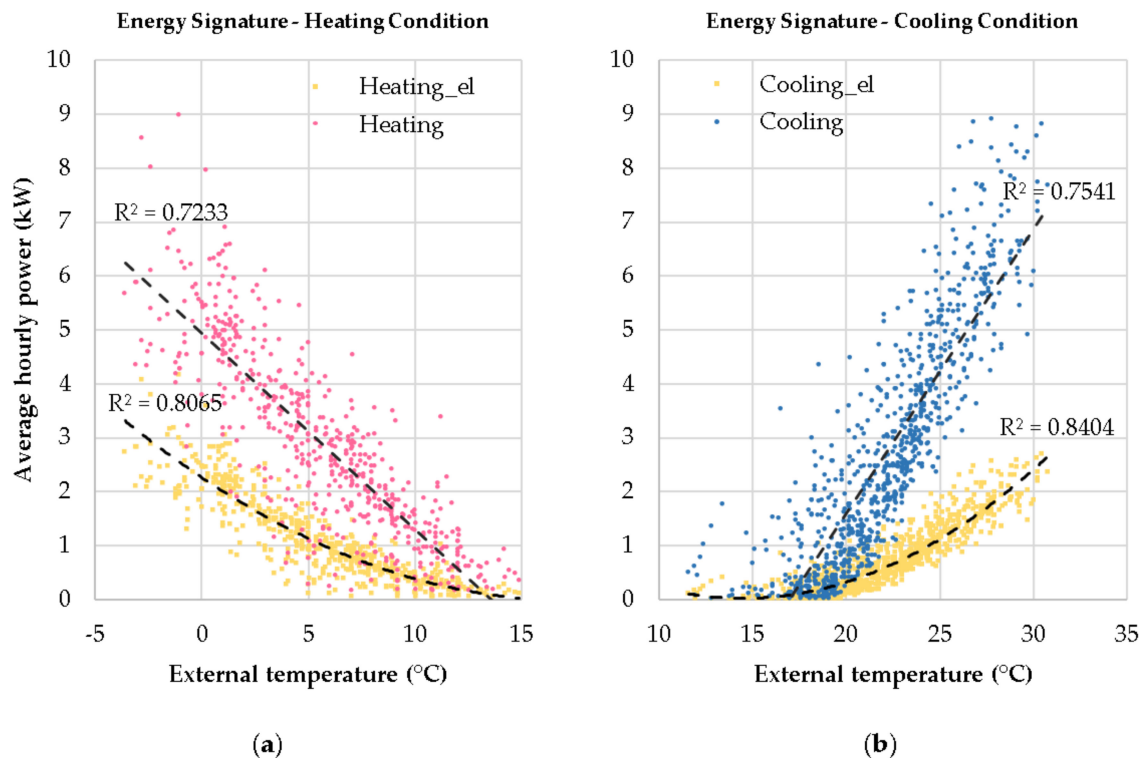 Energy Signature - Heating Condition
10
9
8
7
6
5
4
3
2
1
0
Average hourly power (kW)
Heating_el
Heating
R² = 0.7233
R² = 0.8065
-5 0 5 10 15
External temperature (°C)
(a)
Energy Signature - Cooling Condition
10
9
8
7
6
5
4
3
2
1
0
Cooling_el
Cooling
R² = 0.7541
R² = 0.8404
10 15 20 25 30 35
External temperature (°C)
(b)